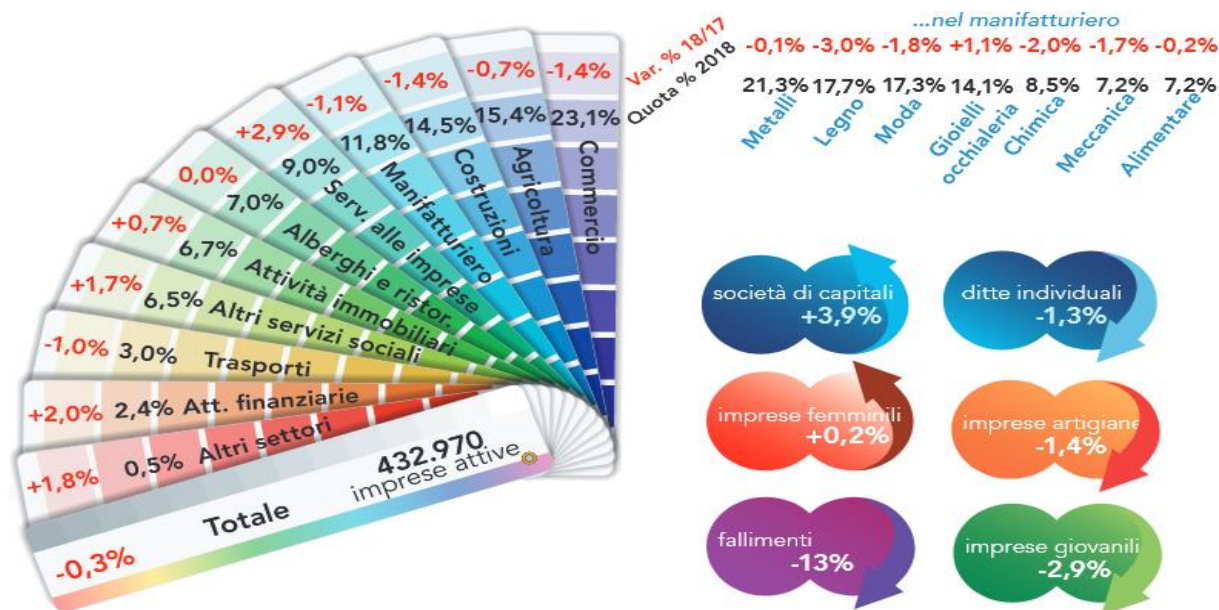 ...nel manifatturiero
Var. % 18/17
-0,1% -3,0% -1,8% +1,1% -2,0% -1,7% -0,2%
Quota % 2018
21,3% 17,7% 17,3% 14,1% 8,5% 7,2% 7,2%
Metalli
Legno
Moda
Gioielli
occhialeria
Chimica
Meccanica
Alimentare
-1,4% 23,1% Commercio
-0,7% 15,4% Agricoltura
-1,4% 14,5% Costruzioni
-1,1% 11,8% Manifatturiero
+2,9% 9,0% Serv. alle imprese
0,0% 7,0% Alberghi e ristor.
+0,7% 6,7% Attività immobiliari
+1,7% 6,5% Altri servizi sociali
-1,0% 3,0% Trasporti
+2,0% 2,4% Att. finanziarie
+1,8% 0,5% Altri settori
-0,3% Totale 432.970
imprese attive
società di capitali
+3,9%
ditte individuali
-1,3%
imprese femminili
+0,2%
imprese artigiane
-1,4%
fallimenti
-13%
imprese giovanili
-2,9%